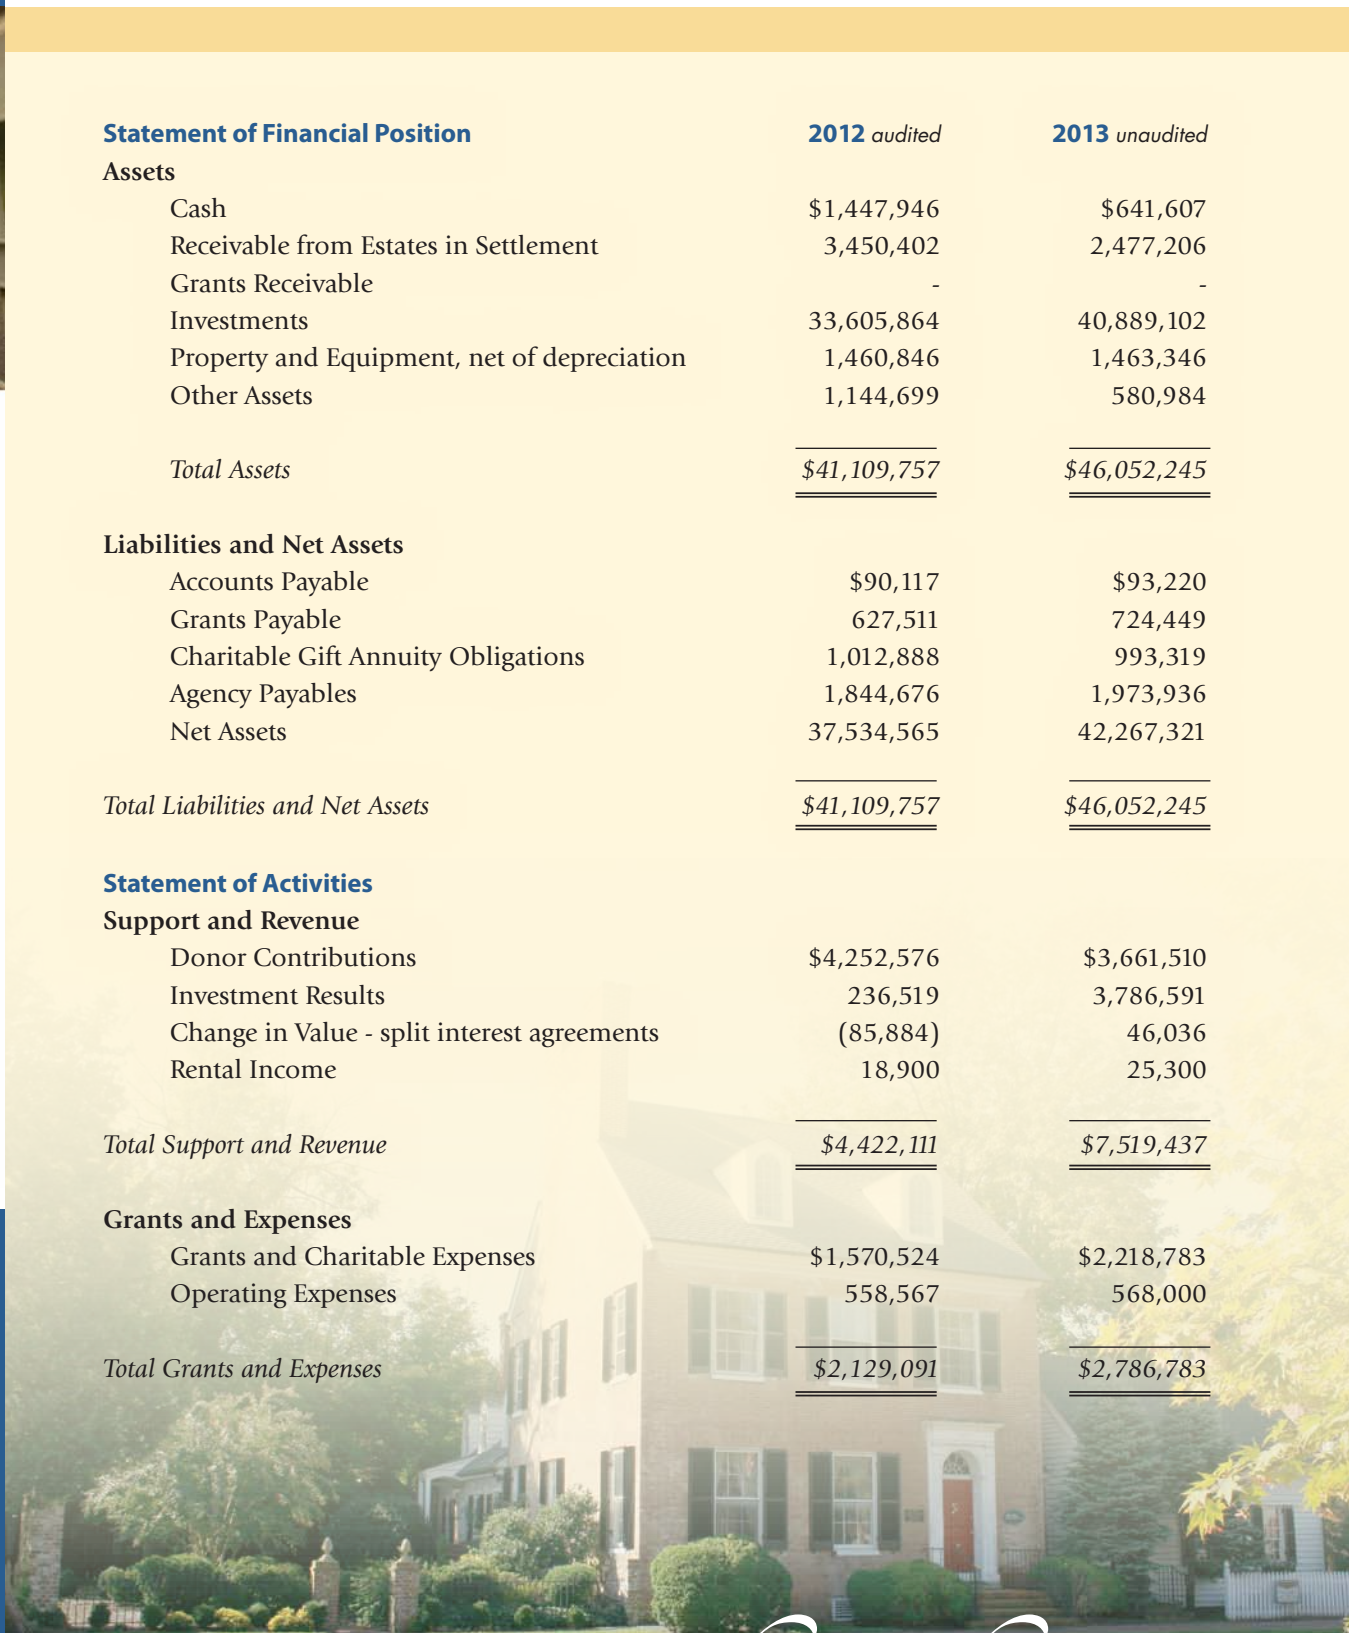 Statement of Financial Position 2012 audited 2013 unaudited
Assets
Cash $1,447,946 $641,607
Receivable from Estates in Settlement 3,450,402 2,477,206
Grants Receivable - -
Investments 33,605,864 40,889,102
Property and Equipment, net of depreciation 1,460,846 1,463,346
Other Assets 1,144,699 580,984
Total Assets $41,109,757 $46,052,245
Liabilities and Net Assets
Accounts Payable $90,117 $93,220
Grants Payable 627,511 724,449
Charitable Gift Annuity Obligations 1,012,888 993,319
Agency Payables 1,844,676 1,973,936
Net Assets 37,534,565 42,267,321
Total Liabilities and Net Assets $41,109,757 $46,052,245
Statement of Activities
Support and Revenue
Donor Contributions $4,252,576 $3,661,510
Investment Results 236,519 3,786,591
Change in Value - split interest agreements (85,884) 46,036
Rental Income 18,900 25,300
Total Support and Revenue $4,422,111 $7,519,437
Grants and Expenses
Grants and Charitable Expenses $1,570,524 $2,218,783
Operating Expenses 558,567 568,000
Total Grants and Expenses $2,129,091 $2,786,783